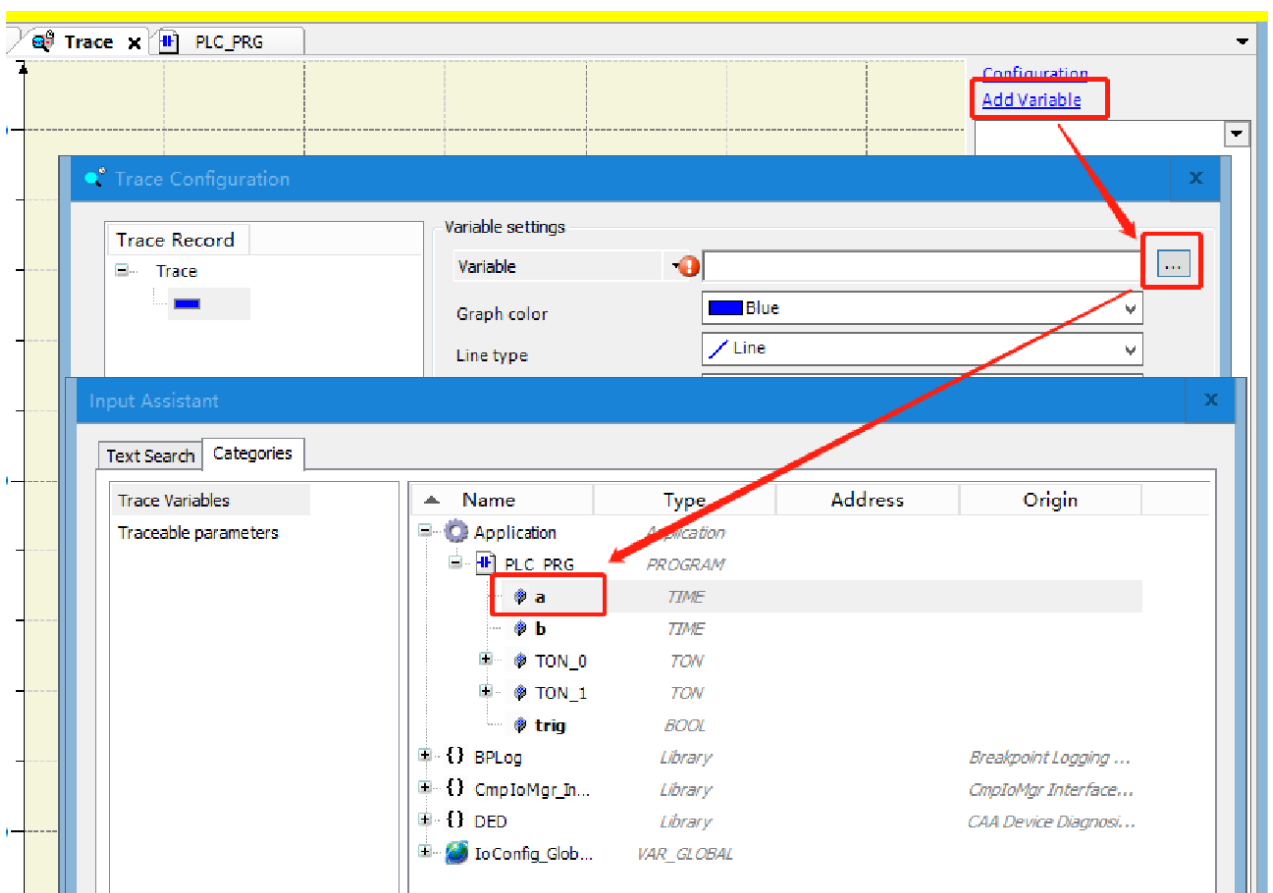 Trace x PLC_PRG
Configuration
Add Variable
Trace Configuration x
Trace Record
Variable settings
Trace
Variable ...
Graph color Blue
Line type Line
Input Assistant x
Text Search Categories
Trace Variables
Traceable parameters
Name Type Address Origin
Application Application
PLC_PRG PROGRAM
a TIME
b TIME
TON_0 TON
TON_1 TON
trig BOOL
{} BPLog Library Breakpoint Logging ...
{} CmpIoMgr_In... Library CmpIoMgr Interface...
{} DED Library CAA Device Diagnosi...
IoConfig_Glob... VAR_GLOBAL